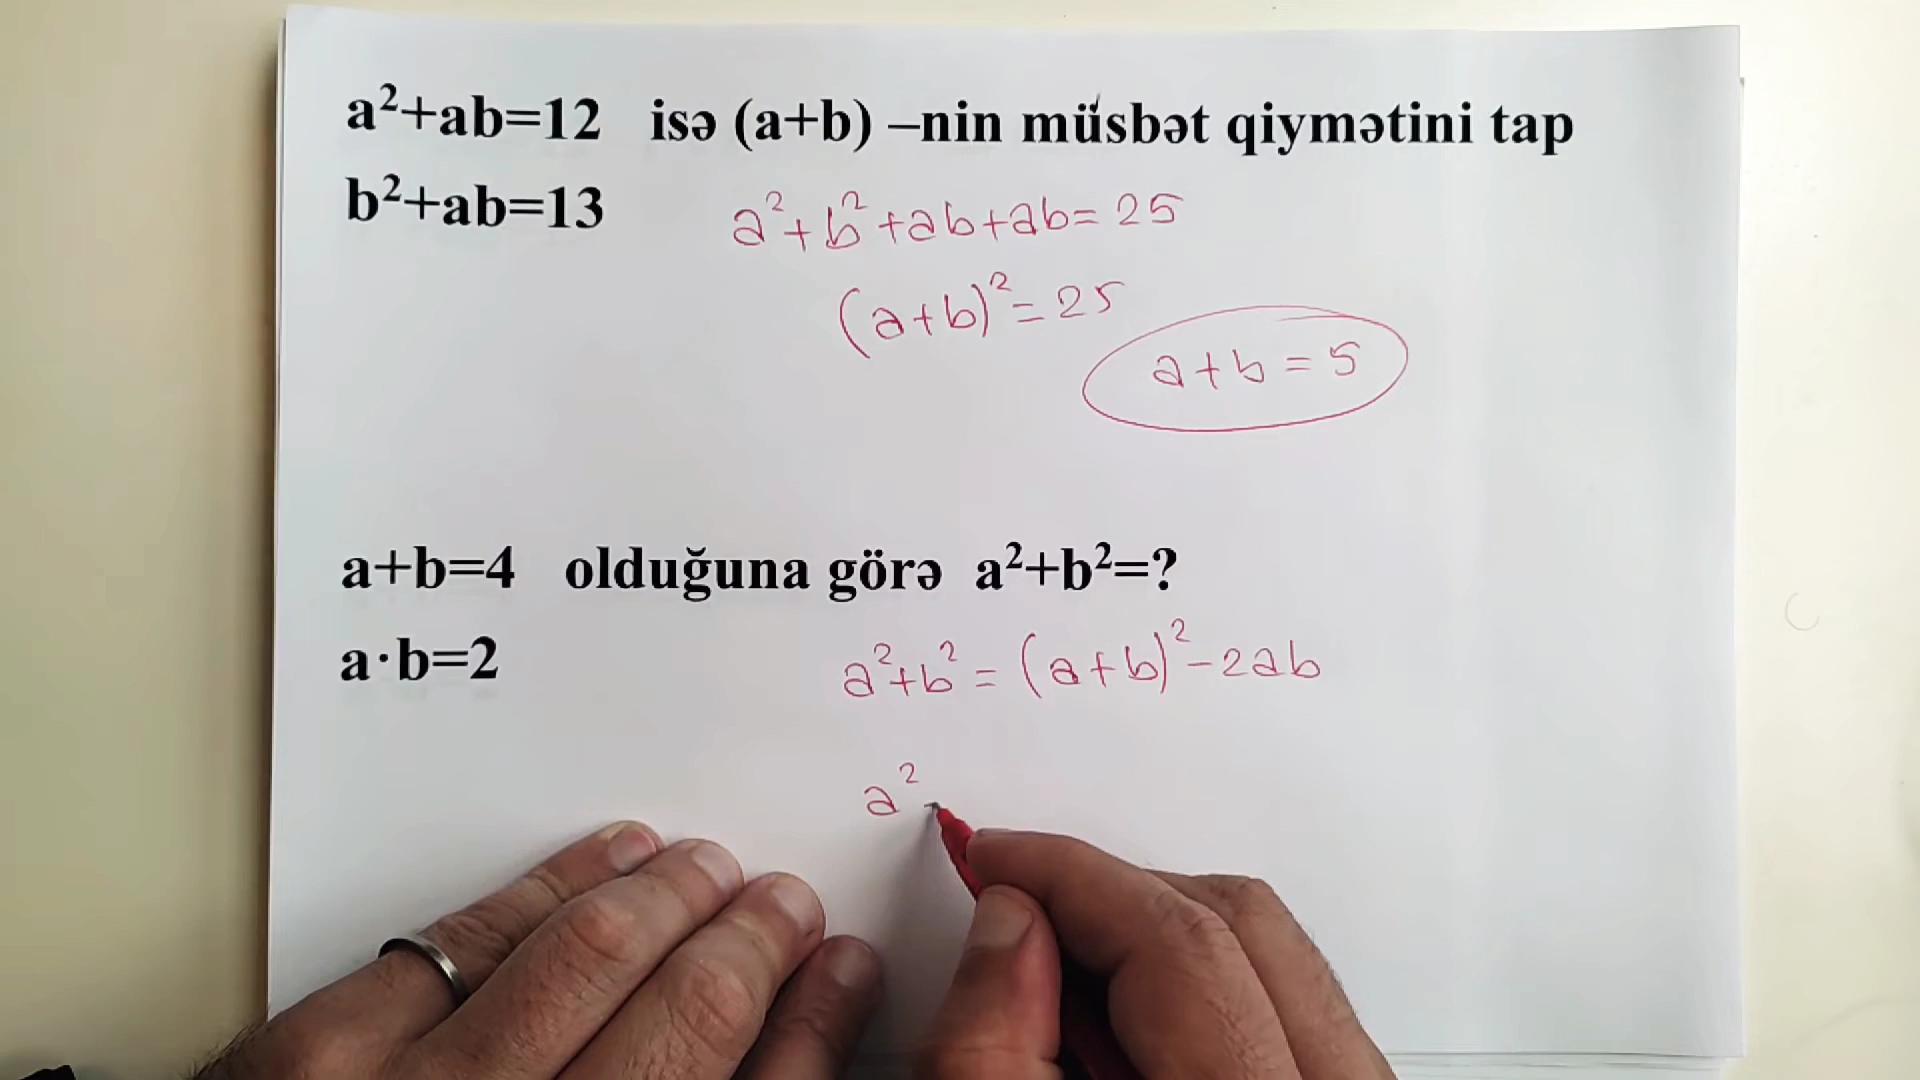 a²+ab=12 isə (a+b) –nin müsbət qiymətini tap
b²+ab=13
a²+b²+ab+ab=25
(a+b)²=25
a+b=5
a+b=4 olduğuna görə a²+b²=?
a·b=2
a²+b²=(a+b)²-2ab
a²